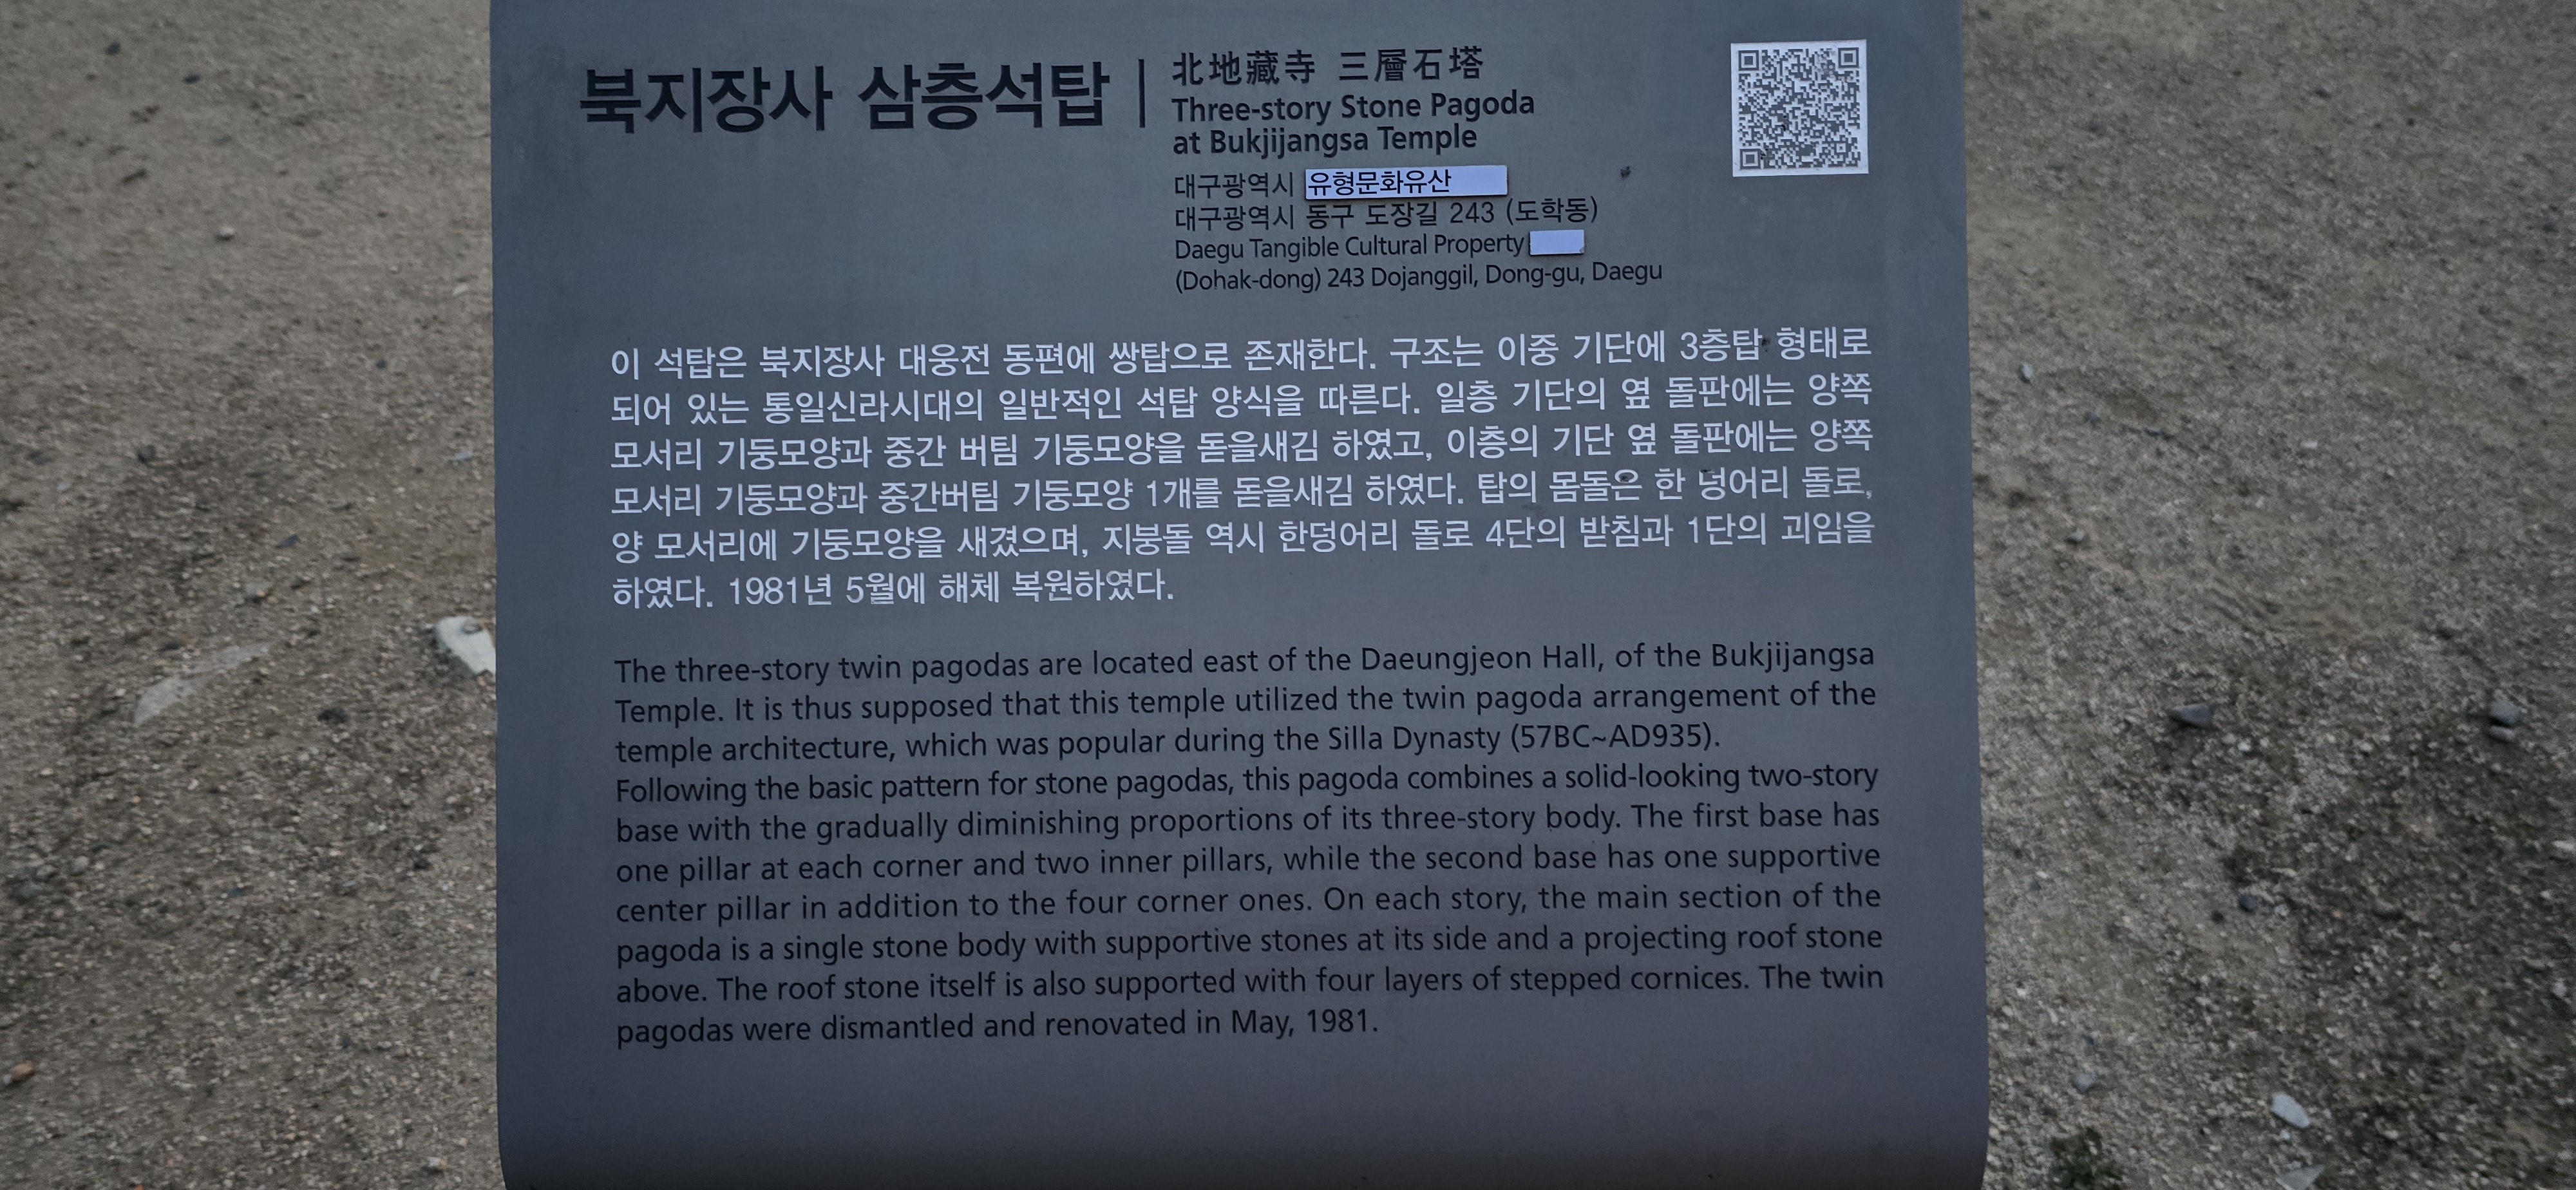 북지장사 삼층석탑
北地藏寺 三層石塔
Three-story Stone Pagoda
at Bukjijangsa Temple
대구광역시 유형문화유산
대구광역시 동구 도장길 243 (도학동)
Daegu Tangible Cultural Property
(Dohak-dong) 243 Dojanggil, Dong-gu, Daegu
이 석탑은 북지장사 대웅전 동편에 쌍탑으로 존재한다. 구조는 이중 기단에 3층탑 형태로
되어 있는 통일신라시대의 일반적인 석탑 양식을 따른다. 일층 기단의 옆 돌판에는 양쪽
모서리 기둥모양과 중간 버팀 기둥모양을 돋을새김 하였고, 이층의 기단 옆 돌판에는 양쪽
모서리 기둥모양과 중간버팀 기둥모양 1개를 돋을새김 하였다. 탑의 몸돌은 한 덩어리 돌로,
양 모서리에 기둥모양을 새겼으며, 지붕돌 역시 한덩어리 돌로 4단의 받침과 1단의 괴임을
하였다. 1981년 5월에 해체 복원하였다.
The three-story twin pagodas are located east of the Daeungjeon Hall, of the Bukjijangsa
Temple. It is thus supposed that this temple utilized the twin pagoda arrangement of the
temple architecture, which was popular during the Silla Dynasty (57BC~AD935).
Following the basic pattern for stone pagodas, this pagoda combines a solid-looking two-story
base with the gradually diminishing proportions of its three-story body. The first base has
one pillar at each corner and two inner pillars, while the second base has one supportive
center pillar in addition to the four corner ones. On each story, the main section of the
pagoda is a single stone body with supportive stones at its side and a projecting roof stone
above. The roof stone itself is also supported with four layers of stepped cornices. The twin
pagodas were dismantled and renovated in May, 1981.